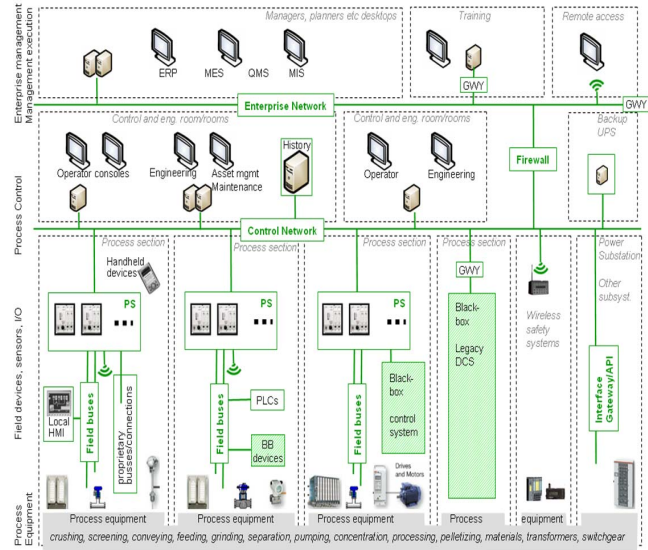 Enterprise management
Management execution
Managers, planners etc desktops
Training
Remote access
ERP
MES
QMS
MIS
GWY
Enterprise Network
GWY
Process Control
Control and eng. room/rooms
Control and eng. room/rooms
Backup
UPS
History
Firewall
Operator consoles
Engineering
Asset mgmt
Maintenance
Operator
Engineering
Control Network
Field devices, sensors, I/O
Process section
Process section
Process section
Process section
Power
Substation
Handheld
devices
GWY
Other
subsyst.
PS
PS
PS
Black-
box
Legacy
DCS
Wireless
safety
systems
Local
HMI
Field buses
proprietary
busses/connections
Field buses
PLCs
BB
devices
Field buses
Black-
box
control
system
Interface
Gateway/API
Drives
and Motors
Process
Equipment
Process equipment
Process equipment
Process equipment
Process
equipment
crushing, screening, conveying, feeding, grinding, separation, pumping, concentration, processing, pelletizing, materials, transformers, switchgear